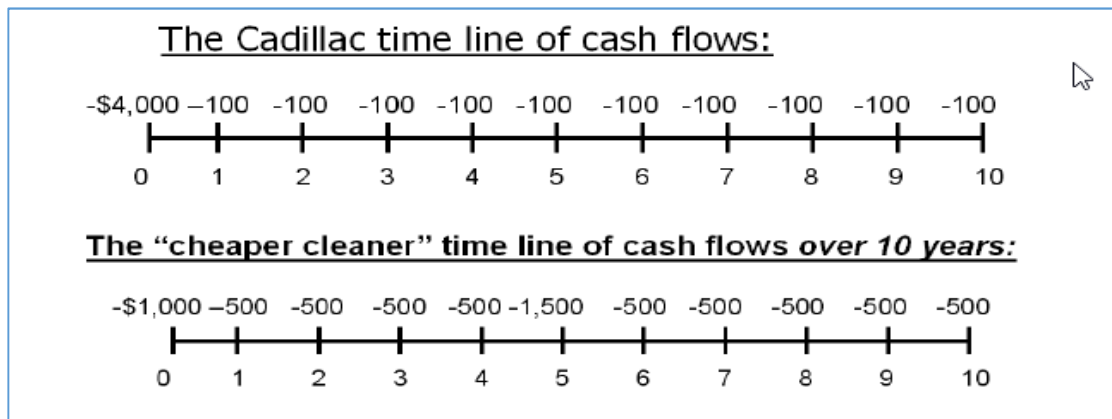 The Cadillac time line of cash flows:
-$4,000 –100 -100 -100 -100 -100 -100 -100 -100 -100 -100
0 1 2 3 4 5 6 7 8 9 10
The “cheaper cleaner” time line of cash flows over 10 years:
-$1,000 –500 -500 -500 -500 -1,500 -500 -500 -500 -500 -500
0 1 2 3 4 5 6 7 8 9 10